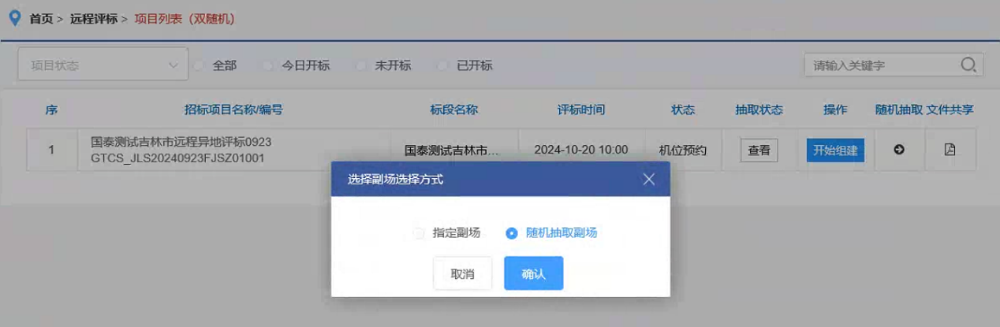 首页 > 远程评标 > 项目列表（双随机）
项目状态 全部 今日开标 未开标 已开标 请输入关键字
序 招标项目名称/编号 标段名称 评标时间 状态 抽取状态 操作 随机抽取 文件共享
1 国泰测试吉林市远程异地评标0923 国泰测试吉林市... 2024-10-20 10:00 机位预约 查看 开始组建
GTCS_JLS20240923FJSZ01001
选择副场选择方式
指定副场 随机抽取副场
取消 确认